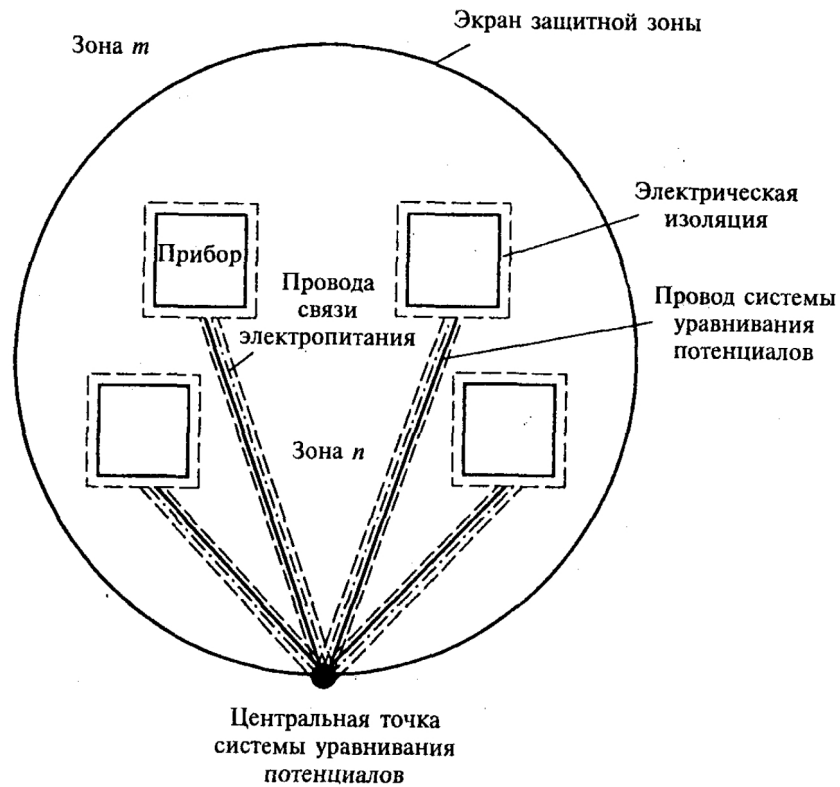 Зона m
Экран защитной зоны
Электрическая
изоляция
Прибор
Провода
связи
электропитания
Провод системы
уравнивания
потенциалов
Зона n
Центральная точка
системы уравнивания
потенциалов